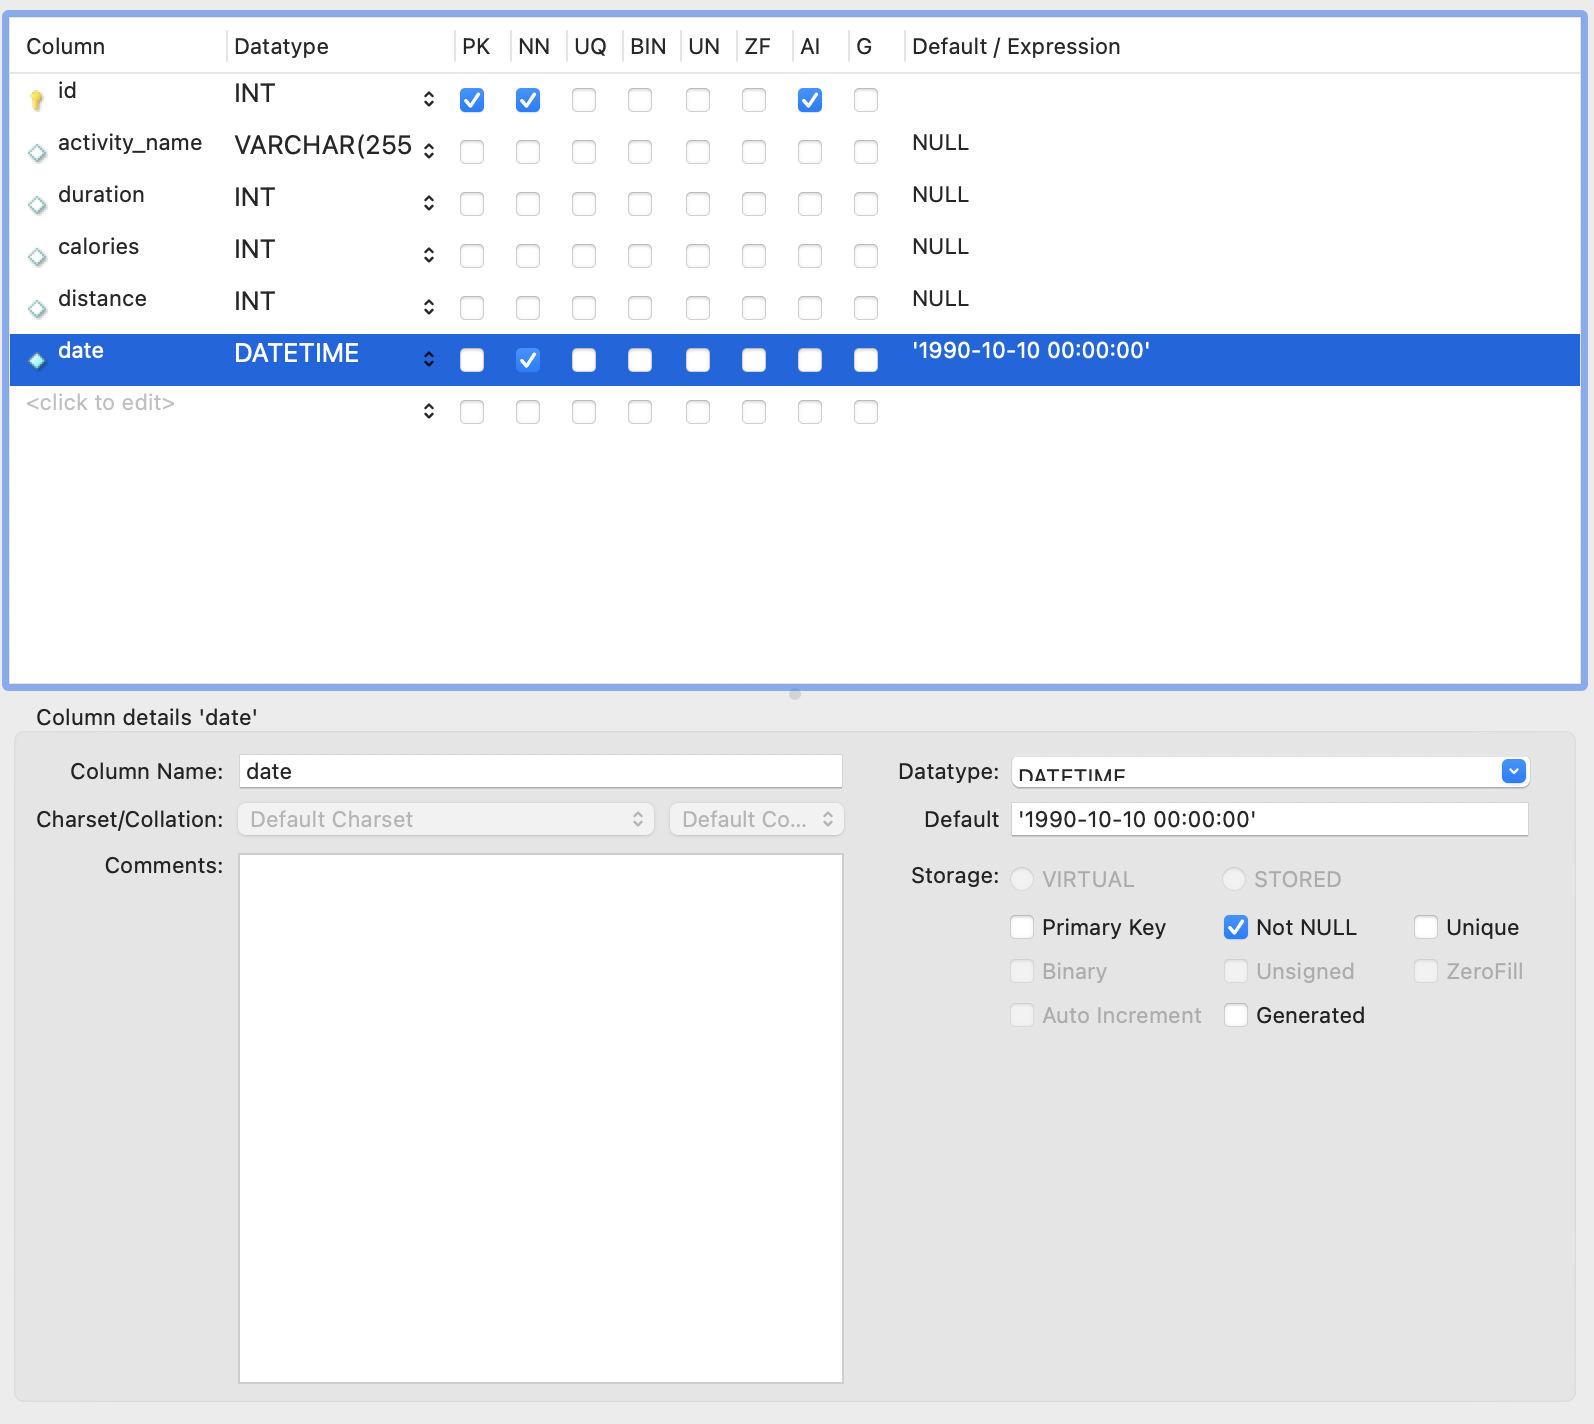 Column Datatype PK NN UQ BIN UN ZF AI G Default / Expression
id INT
activity_name VARCHAR(255 NULL
duration INT NULL
calories INT NULL
distance INT NULL
date DATETIME '1990-10-10 00:00:00'
<click to edit>
Column details 'date'
Column Name: date Datatype: DATETIME
Charset/Collation: Default Charset Default Co... Default '1990-10-10 00:00:00'
Comments: Storage: VIRTUAL STORED
Primary Key Not NULL Unique
Binary Unsigned ZeroFill
Auto Increment Generated